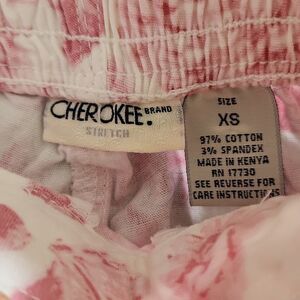 CHEROKEE. BRAND
STRETCH
SIZE
XS
97% COTTON
3% SPANDEX
MADE IN KENYA
RN 17730
SEE REVERSE FOR
CARE INSTRUCTIONS